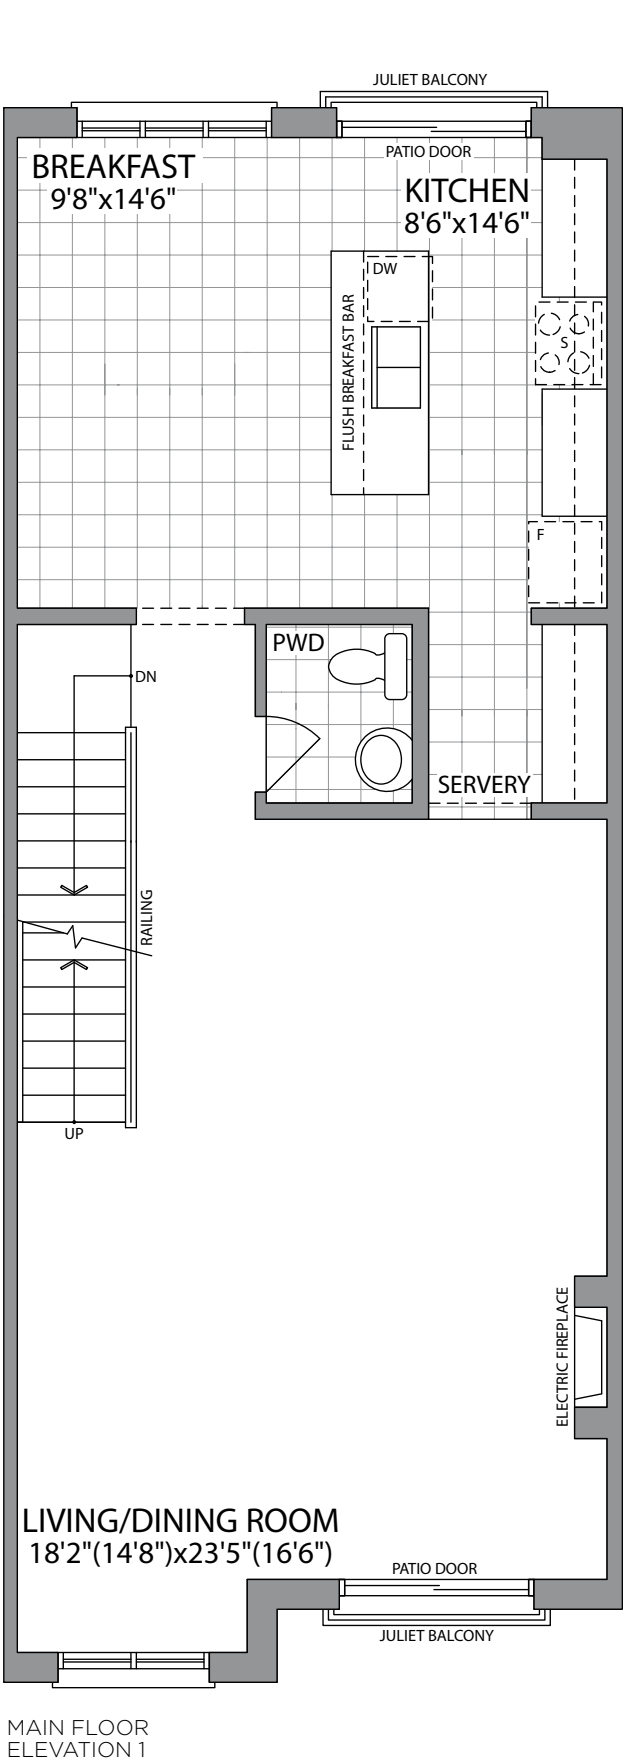 JULIET BALCONY
PATIO DOOR
BREAKFAST
9'8"x14'6"
KITCHEN
8'6"x14'6"
DW
FLUSH BREAKFAST BAR
S
F
PWD
DN
SERVERY
RAILING
UP
ELECTRIC FIREPLACE
LIVING/DINING ROOM
18'2"(14'8")x23'5"(16'6")
PATIO DOOR
JULIET BALCONY
MAIN FLOOR
ELEVATION 1